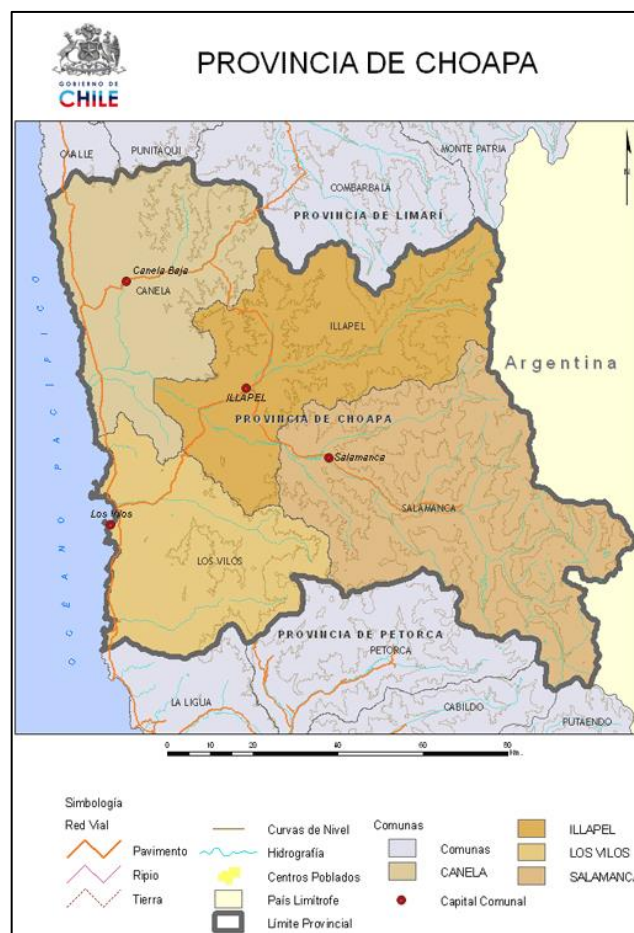 GOBIERNO DE
CHILE
PROVINCIA DE CHOAPA
OVALLE
PUNITAQUI
MONTE PATRIA
COMBARBALA
N
PROVINCIA DE LIMARÍ
Canela Baja
CANELA
ILLAPEL
Argentina
ILLAPEL
PROVINCIA DE CHOAPA
Salamanca
SALAMANCA
Los Vilos
LOS VILOS
OCÉANO PACIFICO
PROVINCIA DE PETORCA
PETORCA
LA LIGUA
CABILDO
PUTAENDO
0 10 20 40 60 80
Km.
Simbología
Red Vial
Pavimento
Ripio
Tierra
Curvas de Nivel
Hidrografía
Centros Poblados
País Limítrofe
Límite Provincial
Comunas
Comunas
CANELA
Capital Comunal
ILLAPEL
LOS VILOS
SALAMANCA